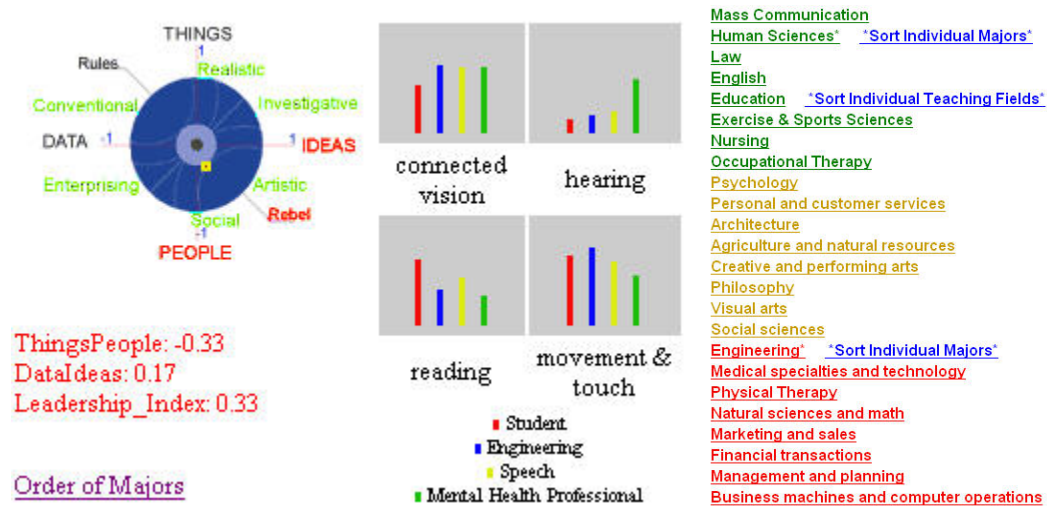 THINGS
1
Rules
Realistic
Conventional
Investigative
DATA -1
1 IDEAS
Enterprising
Artistic
Social
Rebel
-1
PEOPLE
ThingsPeople: -0.33
DataIdeas: 0.17
Leadership_Index: 0.33
Order of Majors
connected
vision
hearing
reading
movement &
touch
Student
Engineering
Speech
Mental Health Professional
Mass Communication
Human Sciences* *Sort Individual Majors*
Law
English
Education *Sort Individual Teaching Fields*
Exercise & Sports Sciences
Nursing
Occupational Therapy
Psychology
Personal and customer services
Architecture
Agriculture and natural resources
Creative and performing arts
Philosophy
Visual arts
Social sciences
Engineering* *Sort Individual Majors*
Medical specialties and technology
Physical Therapy
Natural sciences and math
Marketing and sales
Financial transactions
Management and planning
Business machines and computer operations